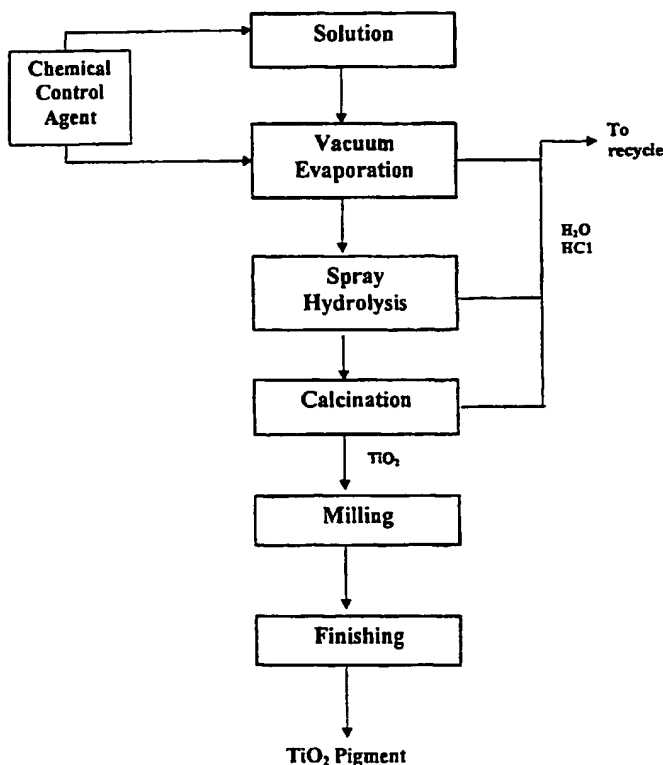 Solution
Chemical
Control
Agent
Vacuum
Evaporation
To
recycle
H₂O
HCl
Spray
Hydrolysis
Calcination
TiO₂
Milling
Finishing
TiO₂ Pigment